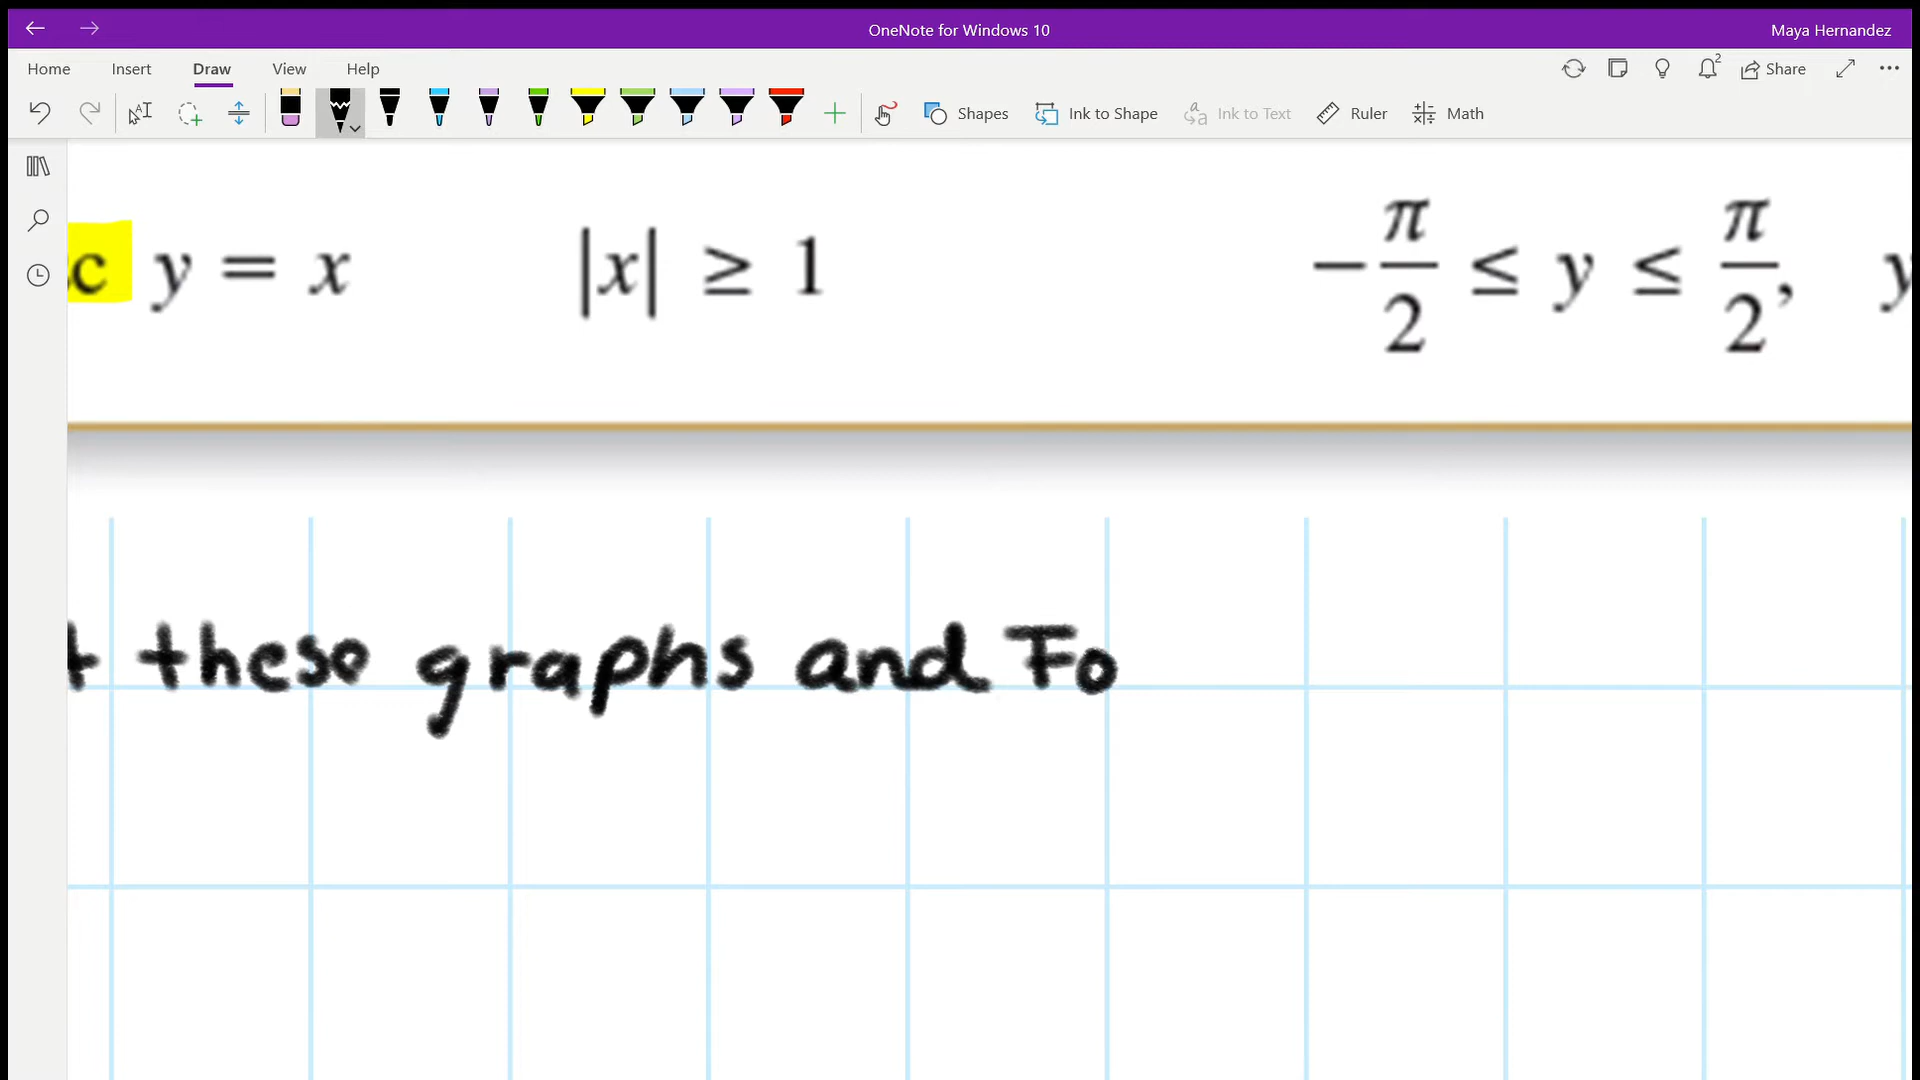 OneNote for Windows 10
Maya Hernandez
Home Insert Draw View Help
2 Share
Shapes Ink to Shape Ink to Text Ruler Math
c y = x |x| ≥ 1 -π/2 ≤ y ≤ π/2, y
t these graphs and Fo